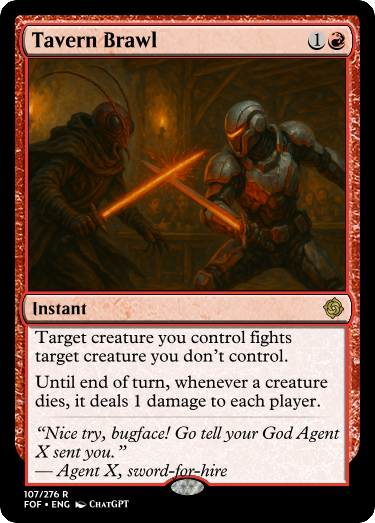 Tavern Brawl 1
Instant
Target creature you control fights
target creature you don't control.
Until end of turn, whenever a creature
dies, it deals 1 damage to each player.
“Nice try, bugface! Go tell your God Agent
X sent you.”
— Agent X, sword-for-hire
107/276 R
FOF • ENG ChatGPT